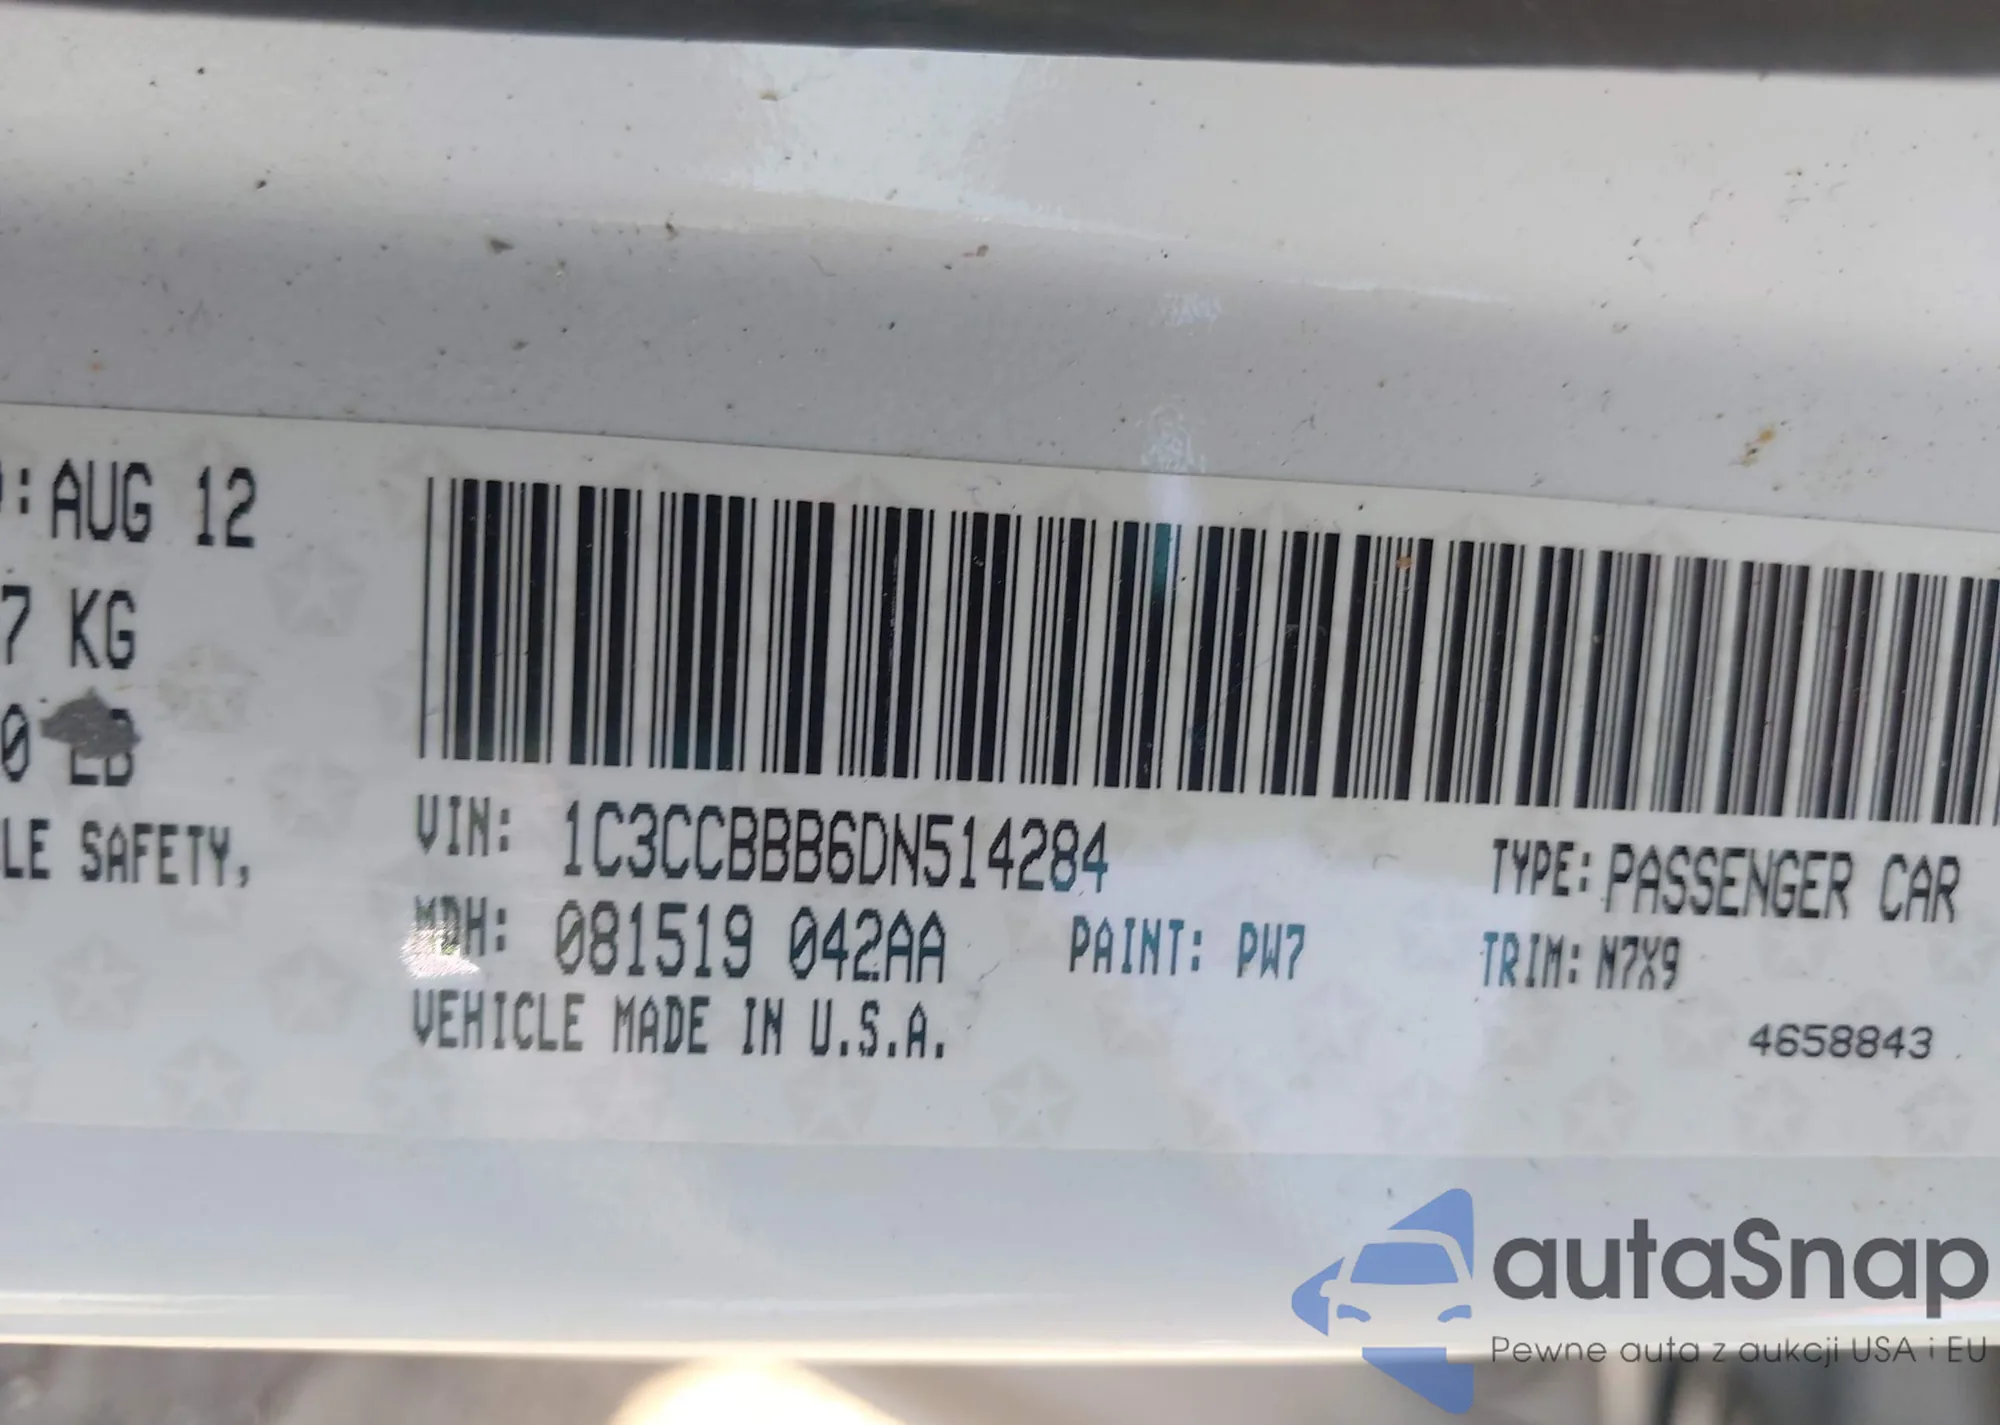 : AUG 12
7 KG
0 LB
LE SAFETY,
VIN: 1C3CCBBB6DN514284
TYPE: PASSENGER CAR
MDH: 081519 042AA
PAINT: PW7
TRIM: N7X9
VEHICLE MADE IN U.S.A.
4658843
autaSnap
Pewne auta z aukcji USA i EU